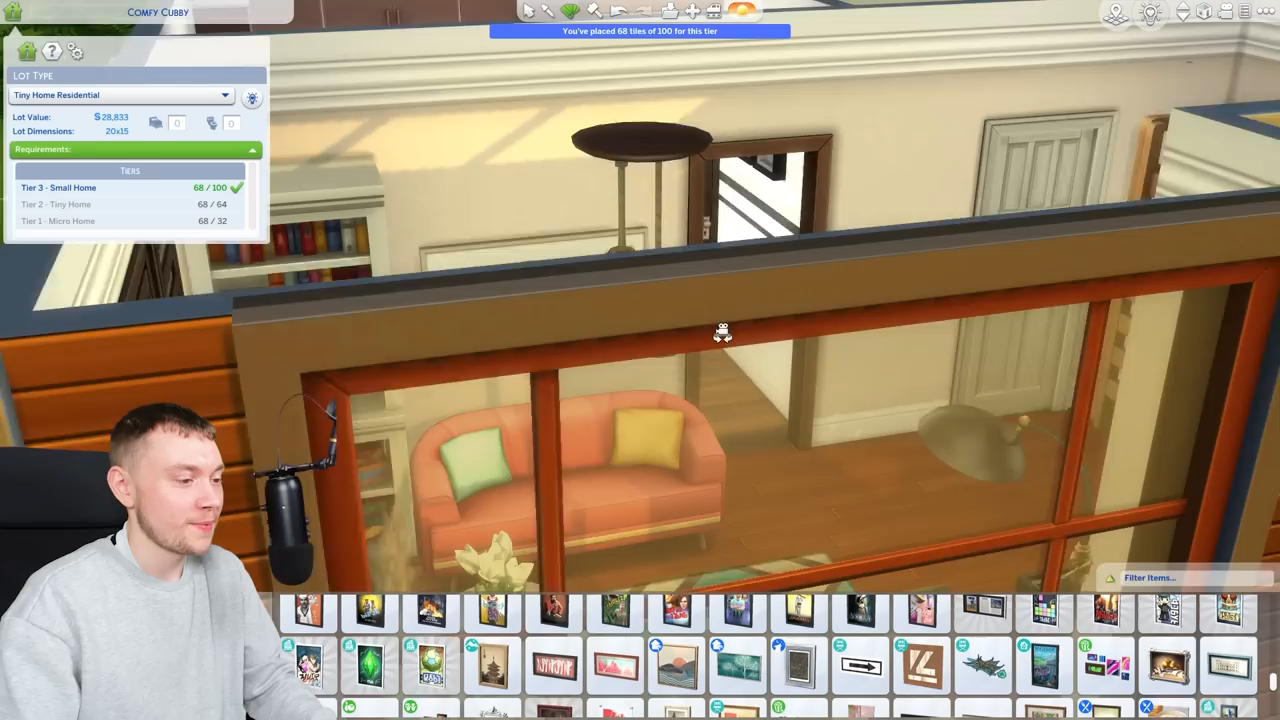 COMFY CUBBY
You've placed 68 tiles of 100 for this tier
LOT TYPE
Tiny Home Residential
Lot Value: §28,833
0
0
Lot Dimensions: 20x15
Requirements:
TIERS
Tier 3 - Small Home 68 / 100
Tier 2 - Tiny Home 68 / 64
Tier 1 - Micro Home 68 / 32
Filter Items...